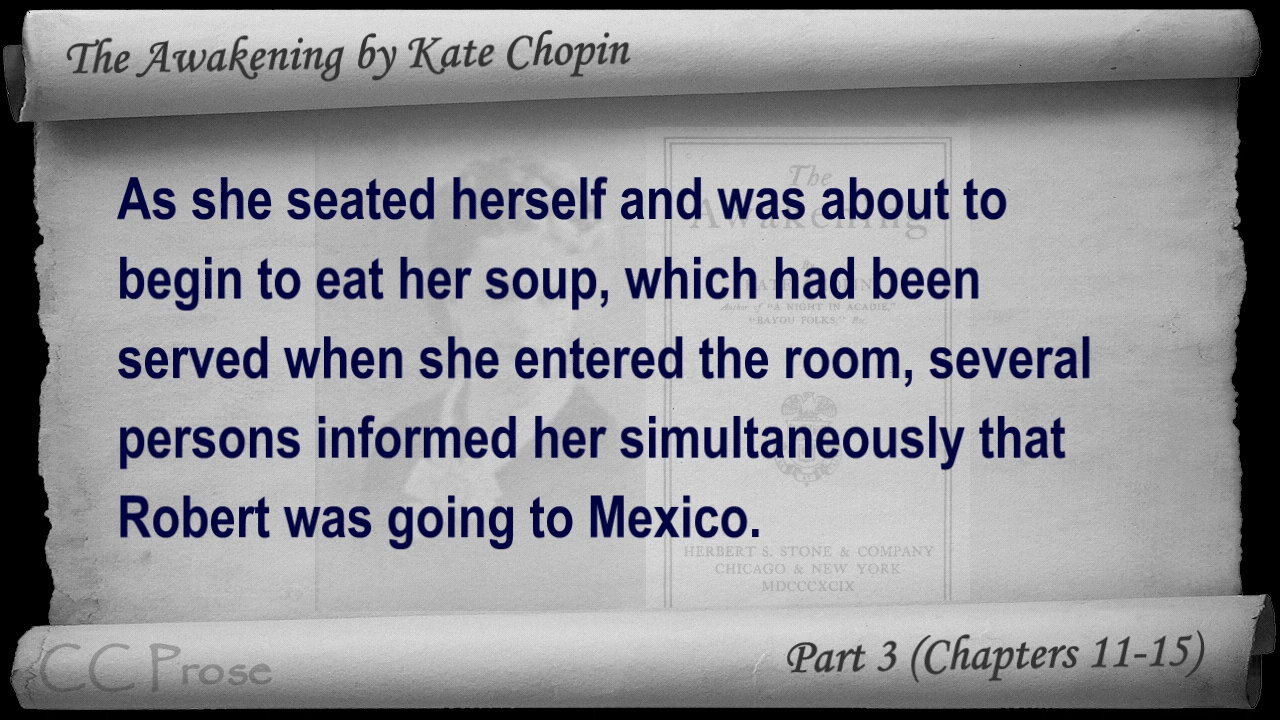 The Awakening by Kate Chopin
As she seated herself and was about to
begin to eat her soup, which had been
served when she entered the room, several
persons informed her simultaneously that
Robert was going to Mexico.
The
Awakening
HERBERT S. STONE & COMPANY
CHICAGO & NEW YORK
MDCCCXCIX
CC Prose
Part 3 (Chapters 11-15)